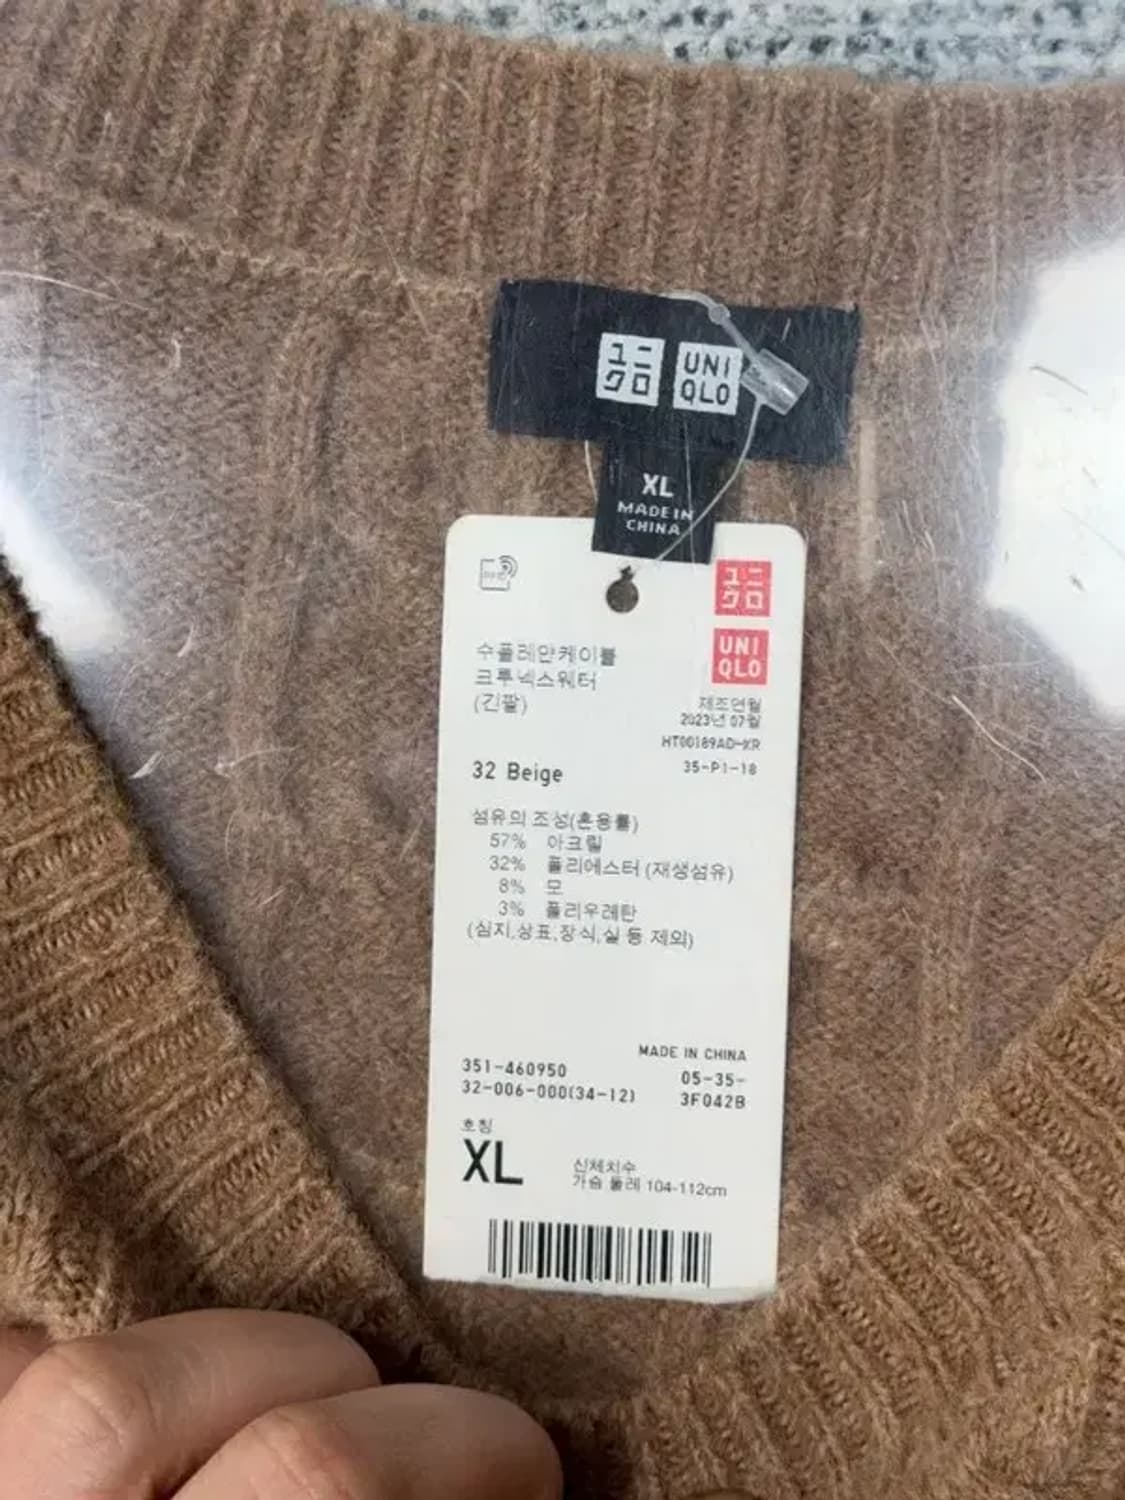 ユニ
クロ
UNI
QLO
XL
MADE IN
CHINA
RFID
ユニ
クロ
UNI
QLO
수플레얀케이블
크루넥스웨터
(긴팔)
제조연월
2023년 07월
HT00189AD-KR
35-P1-18
32 Beige
섬유의 조성(혼용률)
57% 아크릴
32% 폴리에스터 (재생섬유)
8% 모
3% 폴리우레탄
(심지,상표,장식,실 등 제외)
MADE IN CHINA
351-460950
05-35-
32-006-000(34-12)
3F042B
호칭
XL
신체치수
가슴 둘레 104-112cm